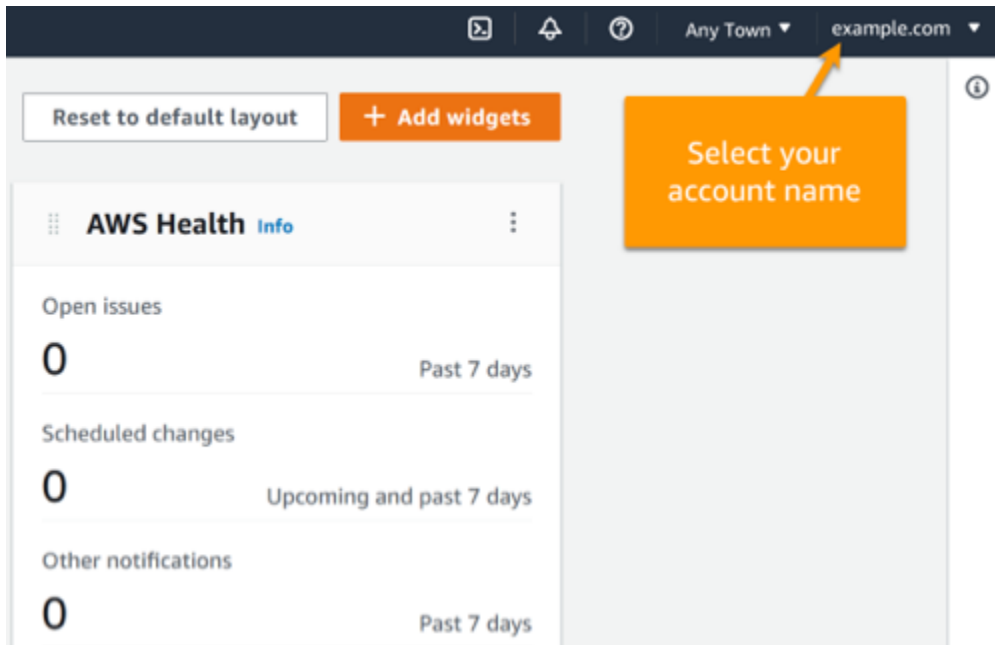 Any Town
example.com
Reset to default layout
+ Add widgets
Select your
account name
AWS Health Info
Open issues
0
Past 7 days
Scheduled changes
0
Upcoming and past 7 days
Other notifications
0
Past 7 days